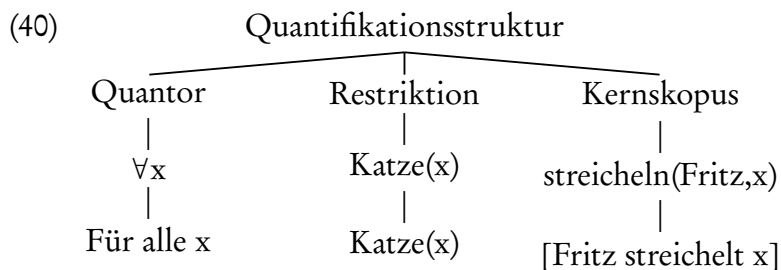 (40) Quantifikationsstruktur
Quantor Restriktion Kernskopus
∀x Katze(x) streicheln(Fritz,x)
Für alle x Katze(x) [Fritz streichelt x]